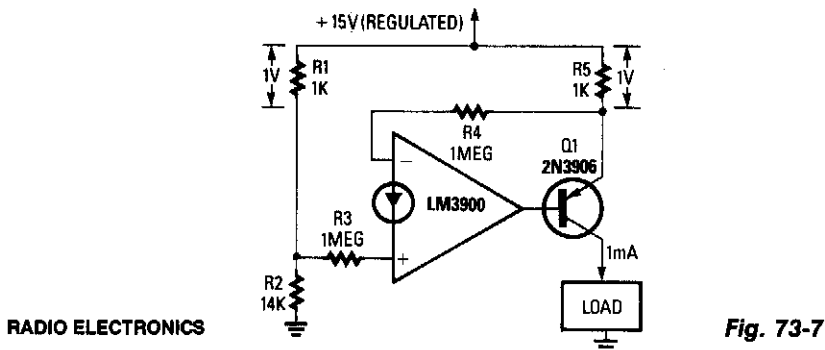 + 15V (REGULATED)
1V
R1
1K
R5
1K
1V
R4
1MEG
Q1
2N3906
−
LM3900
R3
1MEG
+
1mA
R2
14K
LOAD
RADIO ELECTRONICS
Fig. 73-7